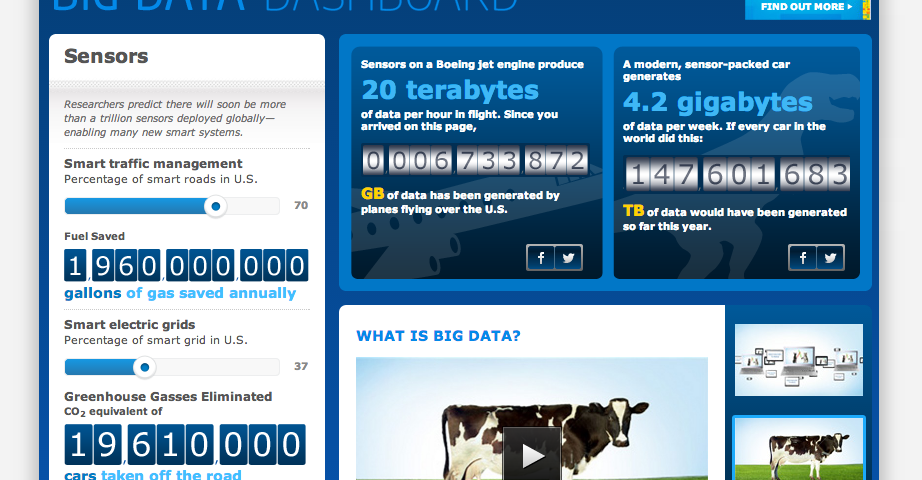 BIG DATA DASHBOARD
FIND OUT MORE
Sensors
Researchers predict there will soon be more
than a trillion sensors deployed globally—
enabling many new smart systems.
Smart traffic management
Percentage of smart roads in U.S.
70
Fuel Saved
1,960,000,000
gallons of gas saved annually
Smart electric grids
Percentage of smart grid in U.S.
37
Greenhouse Gasses Eliminated
CO2 equivalent of
19,610,000
cars taken off the road
Sensors on a Boeing jet engine produce
20 terabytes
of data per hour in flight. Since you
arrived on this page,
0,006,733,872
GB of data has been generated by
planes flying over the U.S.
A modern, sensor-packed car
generates
4.2 gigabytes
of data per week. If every car in the
world did this:
147,601,683
TB of data would have been generated
so far this year.
WHAT IS BIG DATA?